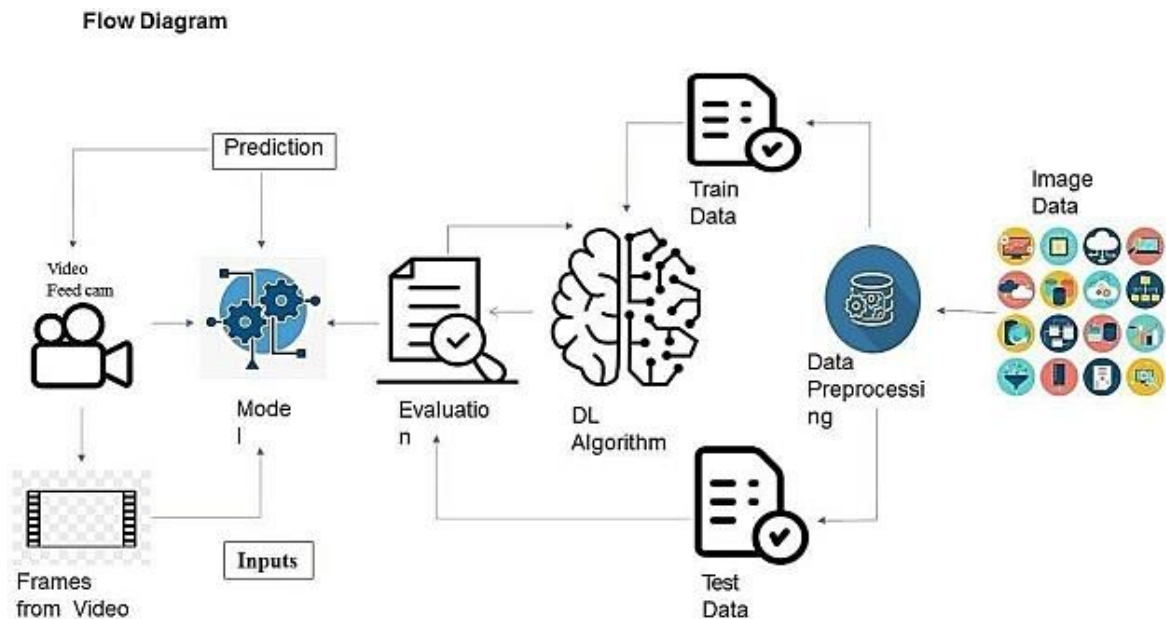 Flow Diagram
Prediction
Train
Data
Image
Data
Video
Feed cam
Mode
l
Evaluatio
n
DL
Algorithm
Data
Preprocessi
ng
Inputs
Frames
from Video
Test
Data